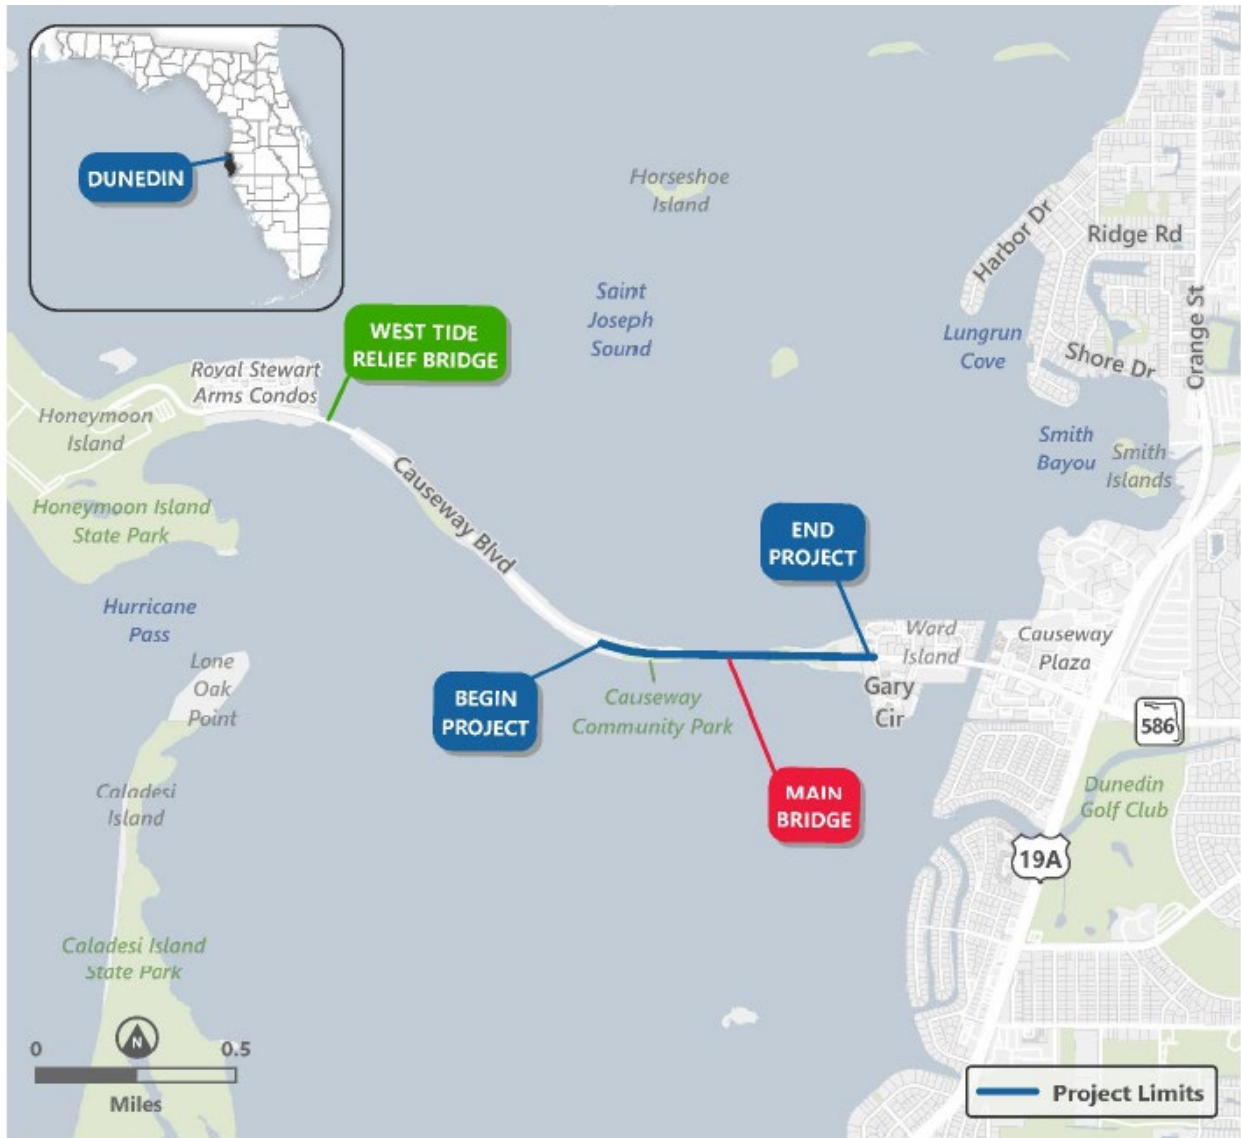 DUNEDIN
Horseshoe
Island
Harbor Dr
Ridge Rd
Saint
Joseph
Sound
Orange St
WEST TIDE
RELIEF BRIDGE
Lungrun
Cove
Shore Dr
Royal Stewart
Arms Condos
Honeymoon
Island
Smith
Bayou
Smith
Islands
Causeway Blvd
Honeymoon Island
State Park
END
PROJECT
Hurricane
Pass
Ward
Island
Causeway
Plaza
Lone
Oak
Point
BEGIN
PROJECT
Causeway
Community Park
Gary
Cir
586
MAIN
BRIDGE
Caladesi
Island
Dunedin
Golf Club
19A
Caladesi Island
State Park
N
0 0.5
Miles
Project Limits